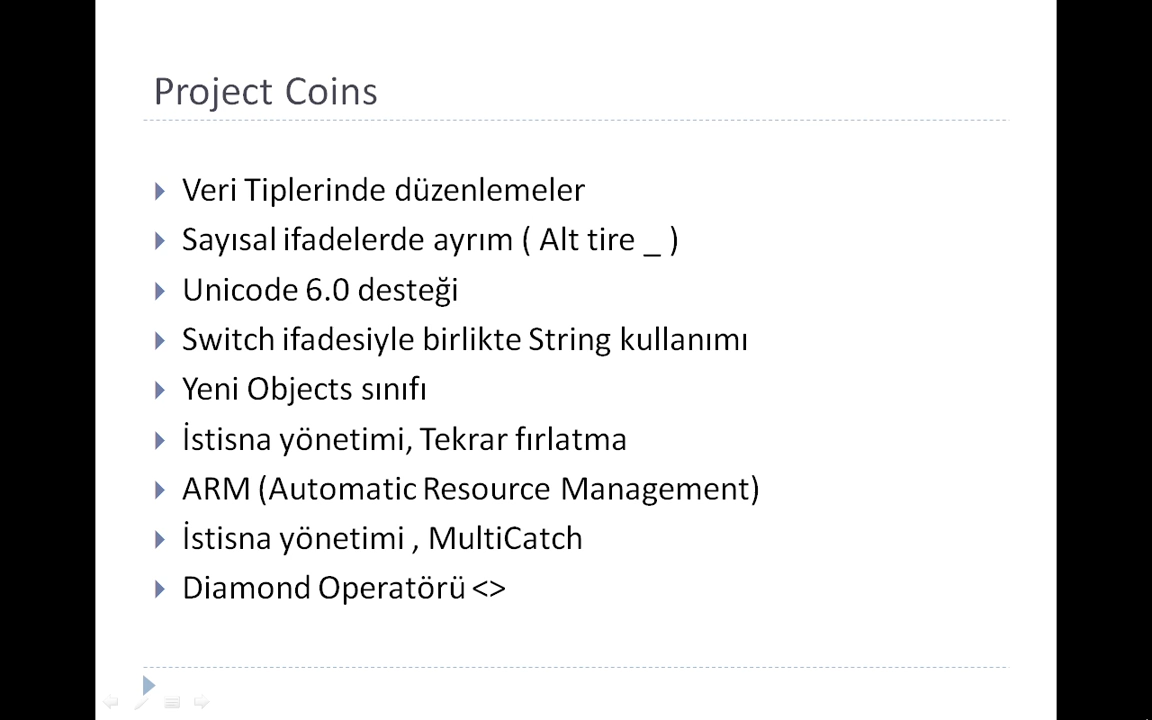 Project Coins
Veri Tiplerinde düzenlemeler
Sayısal ifadelerde ayrım ( Alt tire _ )
Unicode 6.0 desteği
Switch ifadesiyle birlikte String kullanımı
Yeni Objects sınıfı
İstisna yönetimi, Tekrar fırlatma
ARM (Automatic Resource Management)
İstisna yönetimi , MultiCatch
Diamond Operatörü <>